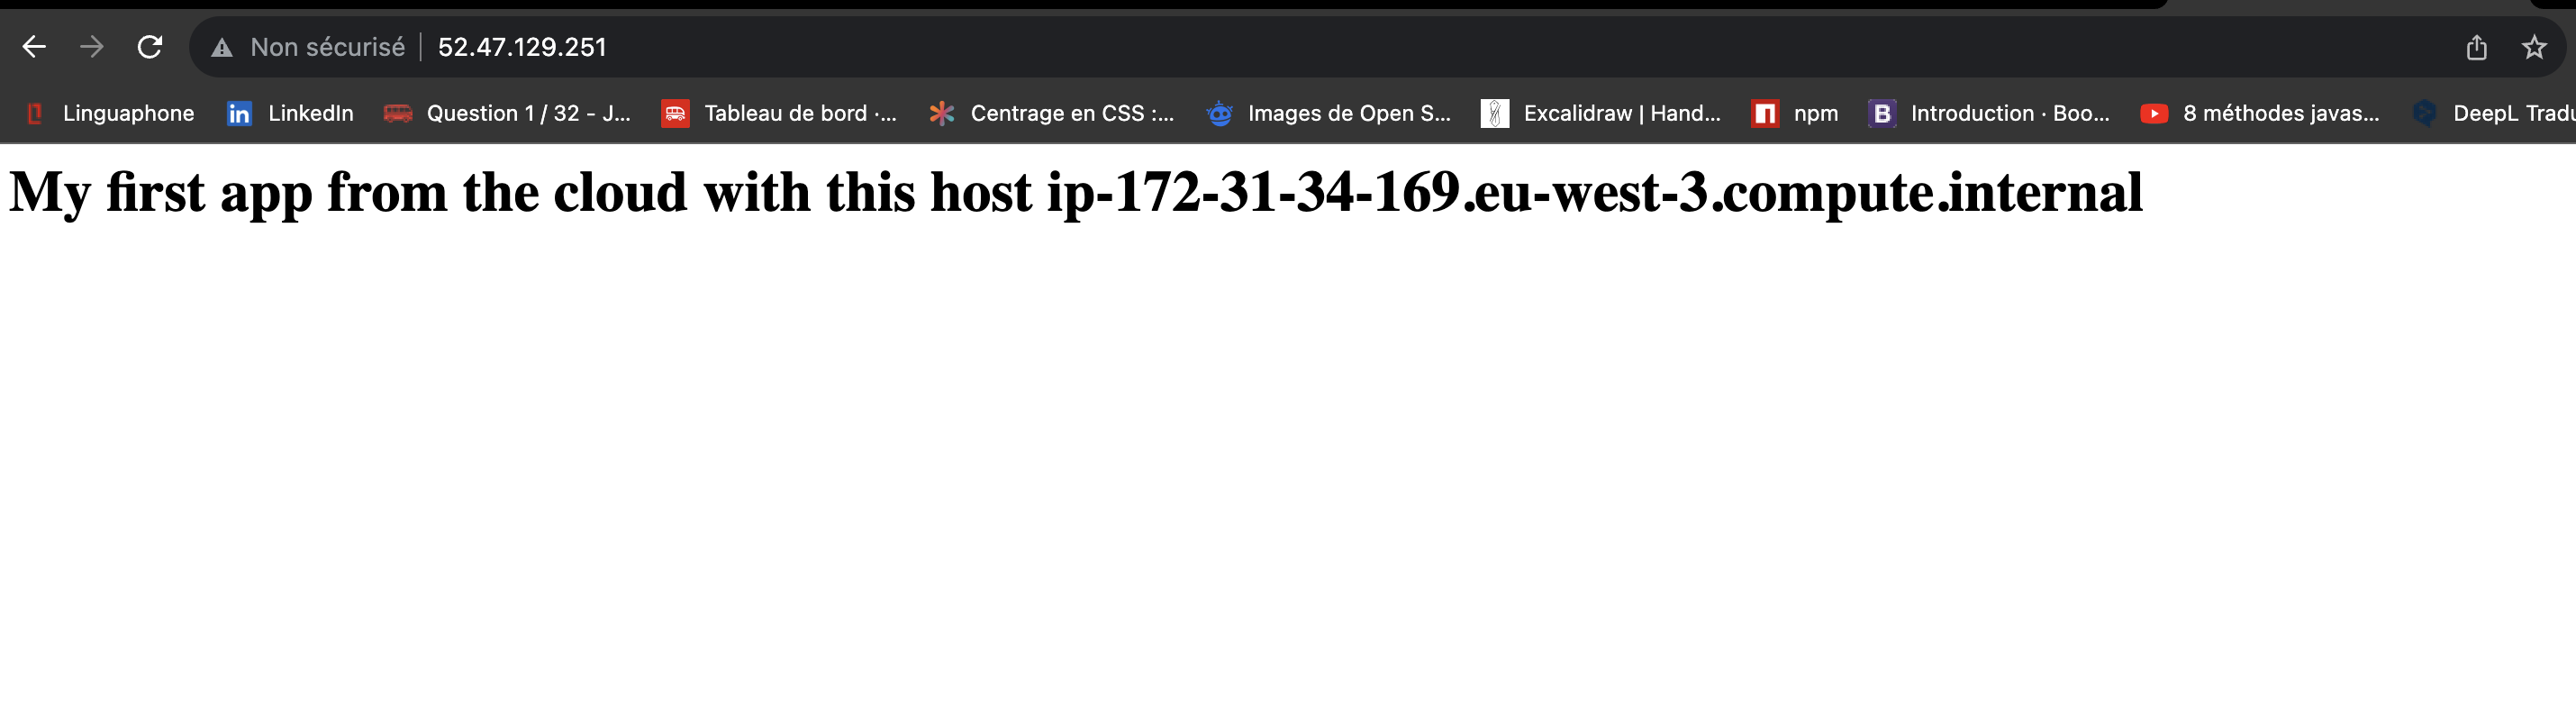 Non sécurisé 52.47.129.251
Linguaphone LinkedIn Question 1 / 32 - J... Tableau de bord ·... Centrage en CSS :... Images de Open S... Excalidraw | Hand... npm Introduction · Boo... 8 méthodes javas... DeepL Tradu
My first app from the cloud with this host ip-172-31-34-169.eu-west-3.compute.internal